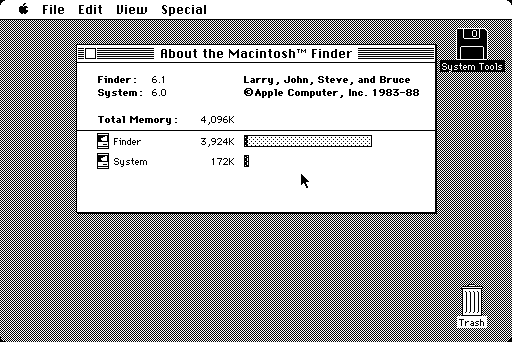 File Edit View Special
About the Macintosh™ Finder
Finder: 6.1
System: 6.0
Larry, John, Steve, and Bruce
©Apple Computer, Inc. 1983-88
Total Memory: 4,096K
Finder 3,924K
System 172K
System Tools
Trash